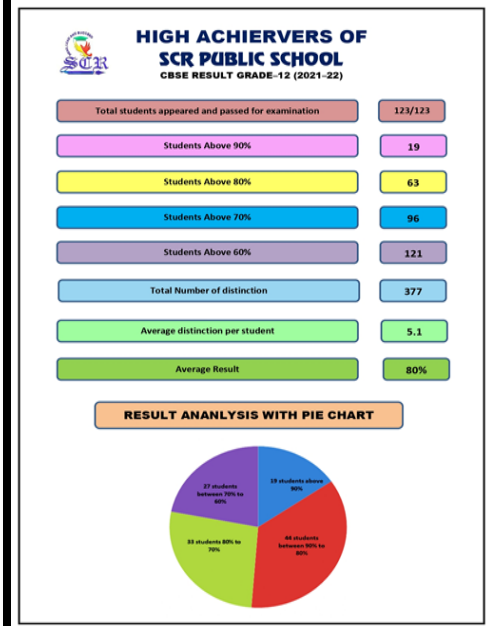 HIGH ACHIERVERS OF
SCR PUBLIC SCHOOL
CBSE RESULT GRADE–12 (2021–22)
SCR
Total students appeared and passed for examination 123/123
Students Above 90% 19
Students Above 80% 63
Students Above 70% 96
Students Above 60% 121
Total Number of distinction 377
Average distinction per student 5.1
Average Result 80%
RESULT ANANLYSIS WITH PIE CHART
27 students
between 70% to
60%
19 students above
90%
33 students 80% to
70%
44 students
between 90% to
80%